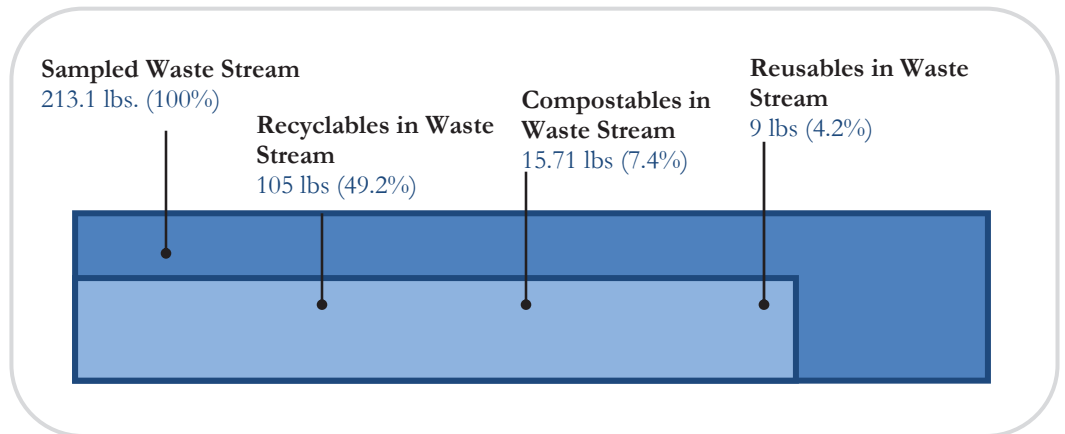 Sampled Waste Stream
213.1 lbs. (100%)
Recyclables in Waste
Stream
105 lbs (49.2%)
Compostables in
Waste Stream
15.71 lbs (7.4%)
Reusables in Waste
Stream
9 lbs (4.2%)